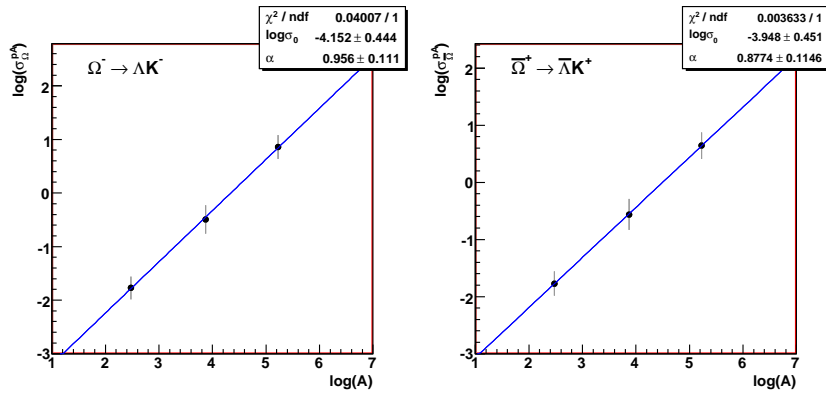 χ² / ndf 0.04007 / 1
logσ₀ -4.152 ± 0.444
α 0.956 ± 0.111
Ω⁻ → ΛK⁻
log(σ_Ω^pA)
2
1
0
-1
-2
-3
1 2 3 4 5 6 7
log(A)
χ² / ndf 0.003633 / 1
logσ₀ -3.948 ± 0.451
α 0.8774 ± 0.1146
Ω̅⁺ → Λ̅K⁺
log(σ_Ω̅^pA)
2
1
0
-1
-2
-3
1 2 3 4 5 6 7
log(A)